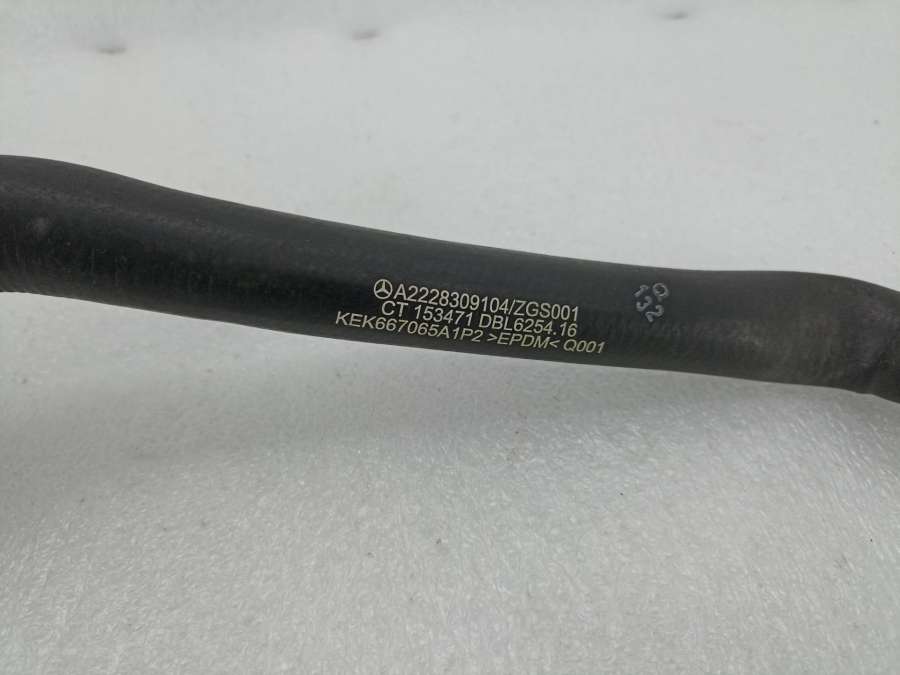 A2228309104/ZGS001
CT 153471 DBL6254.16
KEK667065A1P2 >EPDM< Q001
Q
132